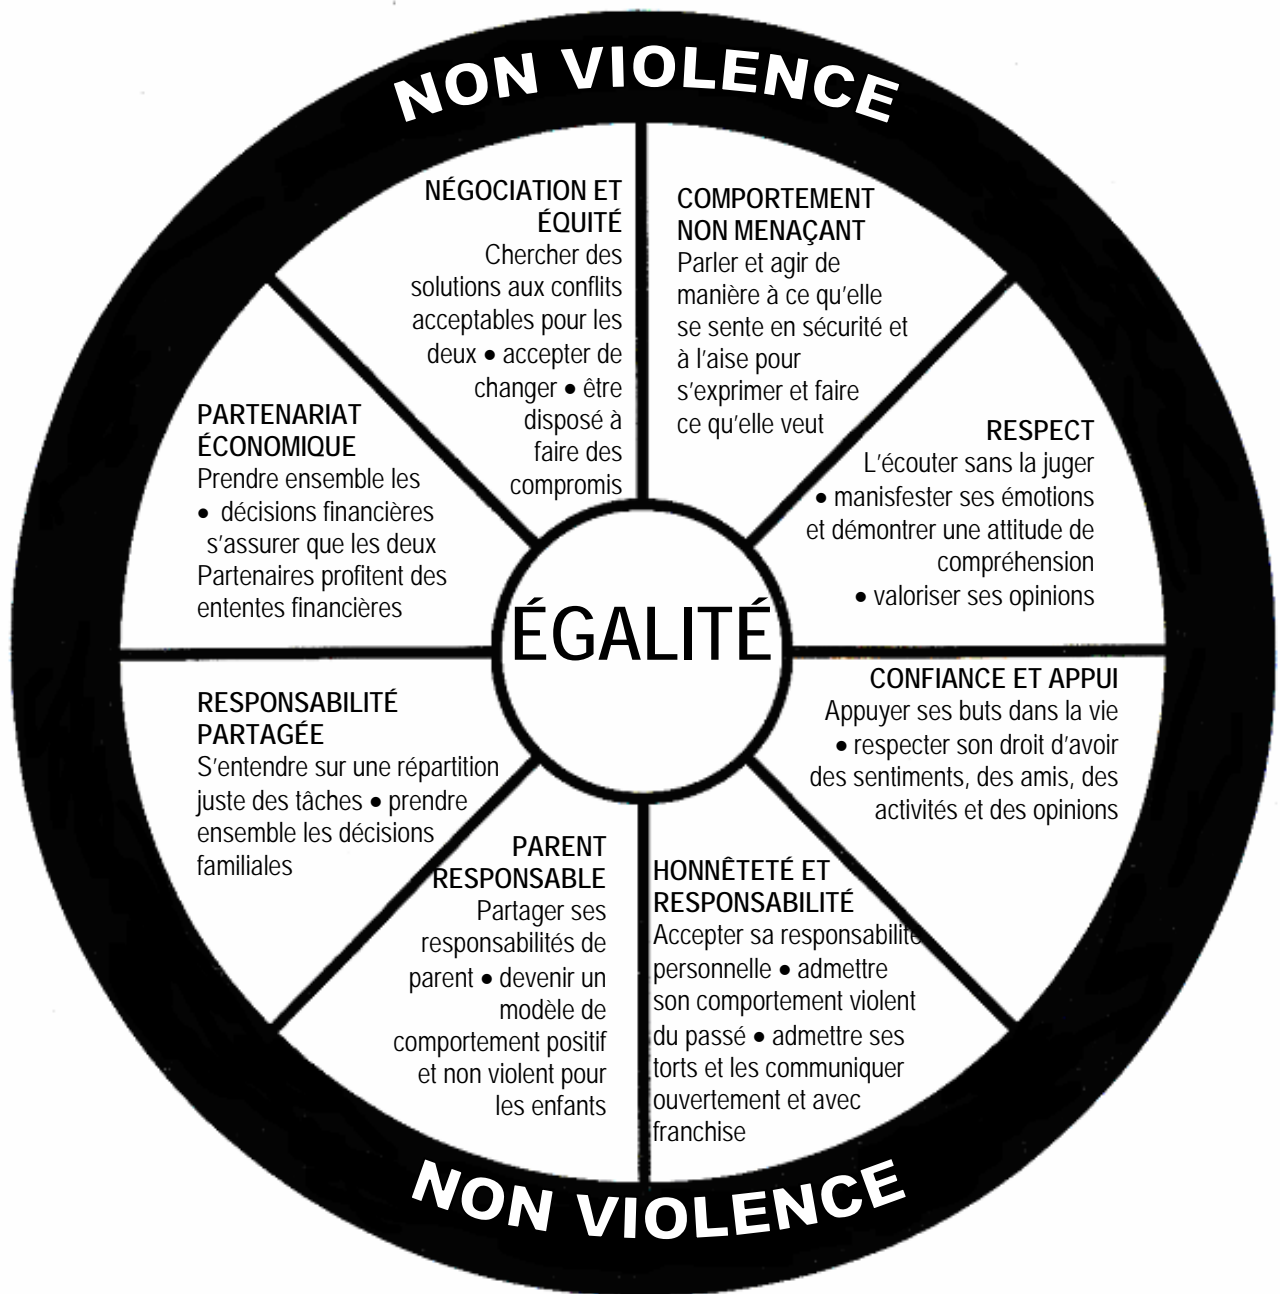 NON VIOLENCE
NÉGOCIATION ET
ÉQUITÉ
Chercher des
solutions aux conflits
acceptables pour les
deux • accepter de
changer • être
disposé à
faire des
compromis
COMPORTEMENT
NON MENAÇANT
Parler et agir de
manière à ce qu'elle
se sente en sécurité et
à l'aise pour
s'exprimer et faire
ce qu'elle veut
PARTENARIAT
ÉCONOMIQUE
Prendre ensemble les
• décisions financières
s'assurer que les deux
Partenaires profitent des
ententes financières
RESPECT
L'écouter sans la juger
• manisfester ses émotions
et démontrer une attitude de
compréhension
• valoriser ses opinions
ÉGALITÉ
RESPONSABILITÉ
PARTAGÉE
S'entendre sur une répartition
juste des tâches • prendre
ensemble les décisions
familiales
CONFIANCE ET APPUI
Appuyer ses buts dans la vie
• respecter son droit d'avoir
des sentiments, des amis, des
activités et des opinions
PARENT
RESPONSABLE
Partager ses
responsabilités de
parent • devenir un
modèle de
comportement positif
et non violent pour
les enfants
HONNÊTETÉ ET
RESPONSABILITÉ
Accepter sa responsabilité
personnelle • admettre
son comportement violent
du passé • admettre ses
torts et les communiquer
ouvertement et avec
franchise
NON VIOLENCE